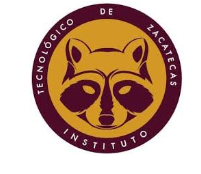 TECNOLÓGICO DE ZACATECAS
INSTITUTO